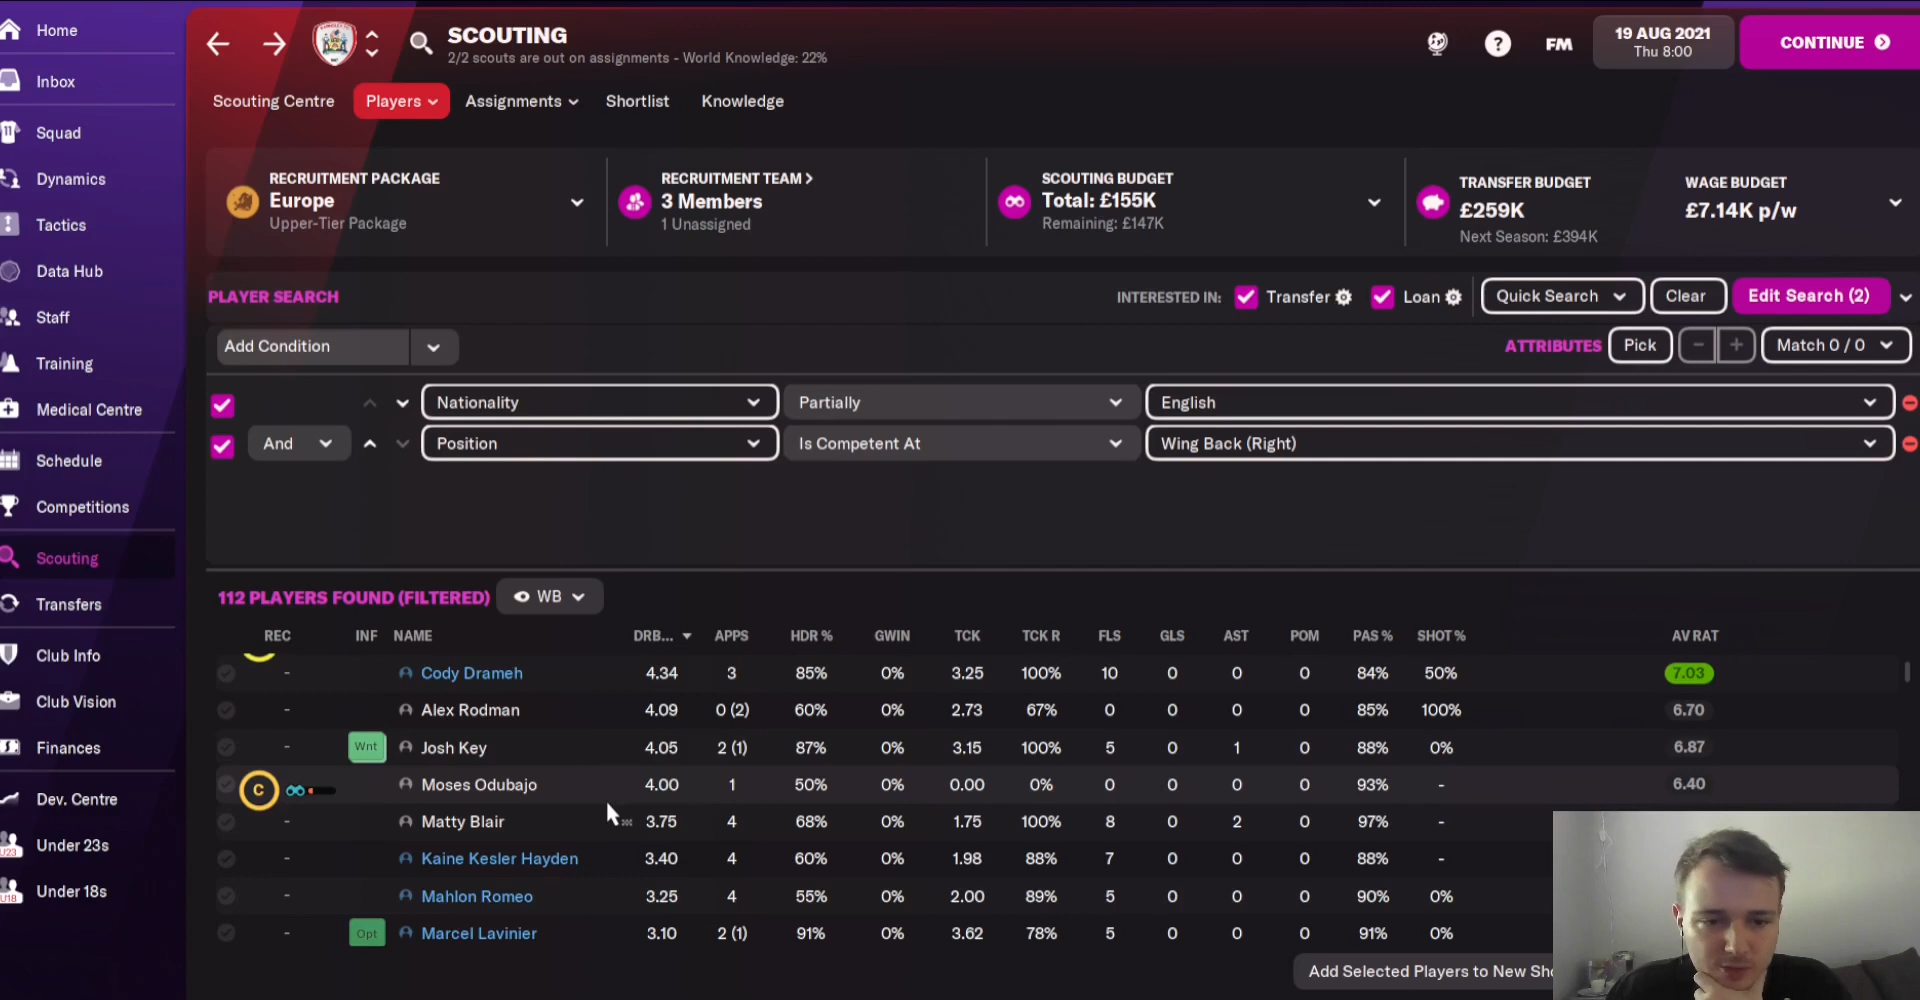 Home
Inbox
Squad
Dynamics
Tactics
Data Hub
Staff
Training
Medical Centre
Schedule
Competitions
Scouting
Transfers
Club Info
Club Vision
Finances
Dev. Centre
U23 Under 23s
U18 Under 18s
SCOUTING
2/2 scouts are out on assignments - World Knowledge: 22%
? FM
19 AUG 2021
Thu 8:00
CONTINUE
Scouting Centre Players Assignments Shortlist Knowledge
RECRUITMENT PACKAGE
Europe
Upper-Tier Package
RECRUITMENT TEAM >
3 Members
1 Unassigned
SCOUTING BUDGET
Total: £155K
Remaining: £147K
TRANSFER BUDGET
£259K
Next Season: £394K
WAGE BUDGET
£7.14K p/w
PLAYER SEARCH INTERESTED IN: Transfer Loan Quick Search Clear Edit Search (2)
Add Condition ATTRIBUTES Pick - + Match 0 / 0
Nationality Partially English
And Position Is Competent At Wing Back (Right)
112 PLAYERS FOUND (FILTERED) WB
REC INF NAME DRB... APPS HDR % GWIN TCK TCK R FLS GLS AST POM PAS % SHOT % AV RAT
- Cody Drameh 4.34 3 85% 0% 3.25 100% 10 0 0 0 84% 50% 7.03
- Alex Rodman 4.09 0 (2) 60% 0% 2.73 67% 0 0 0 0 85% 100% 6.70
- Wnt Josh Key 4.05 2 (1) 87% 0% 3.15 100% 5 0 1 0 88% 0% 6.87
C Moses Odubajo 4.00 1 50% 0% 0.00 0% 0 0 0 0 93% - 6.40
- Matty Blair 3.75 4 68% 0% 1.75 100% 8 0 2 0 97% -
- Kaine Kesler Hayden 3.40 4 60% 0% 1.98 88% 7 0 0 0 88% -
- Mahlon Romeo 3.25 4 55% 0% 2.00 89% 5 0 0 0 90% 0%
- Opt Marcel Lavinier 3.10 2 (1) 91% 0% 3.62 78% 5 0 0 0 91% 0%
Add Selected Players to New Sho